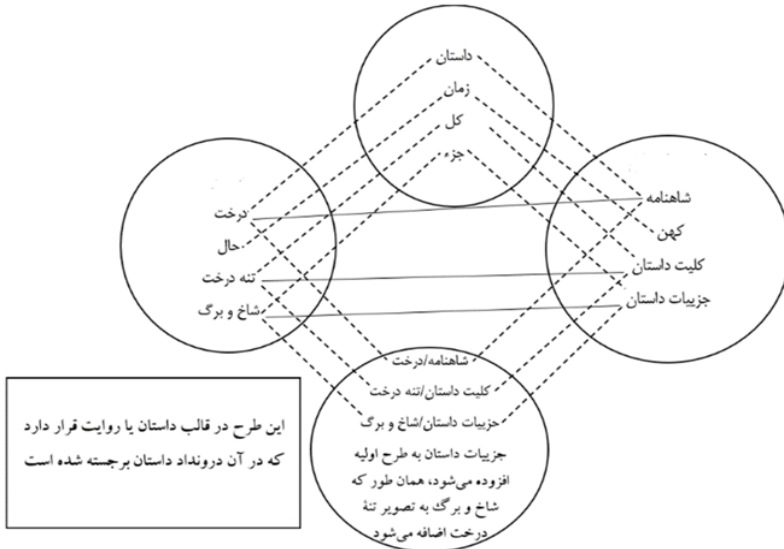 داستان
زمان
کل
جزء
درخت
حال
تنه درخت
شاخ و برگ
شاهنامه
کهن
کلیت داستان
جزییات داستان
شاهنامه/درخت
کلیت داستان/تنه درخت
جزییات داستان/شاخ و برگ
جزییات داستان به طرح اولیه
افزوده می‌شود، همان طور که
شاخ و برگ به تصویر تنۀ
درخت اضافه می‌شود
این طرح در قالب داستان یا روایت قرار دارد
که در آن درونداد داستان برجسته شده است